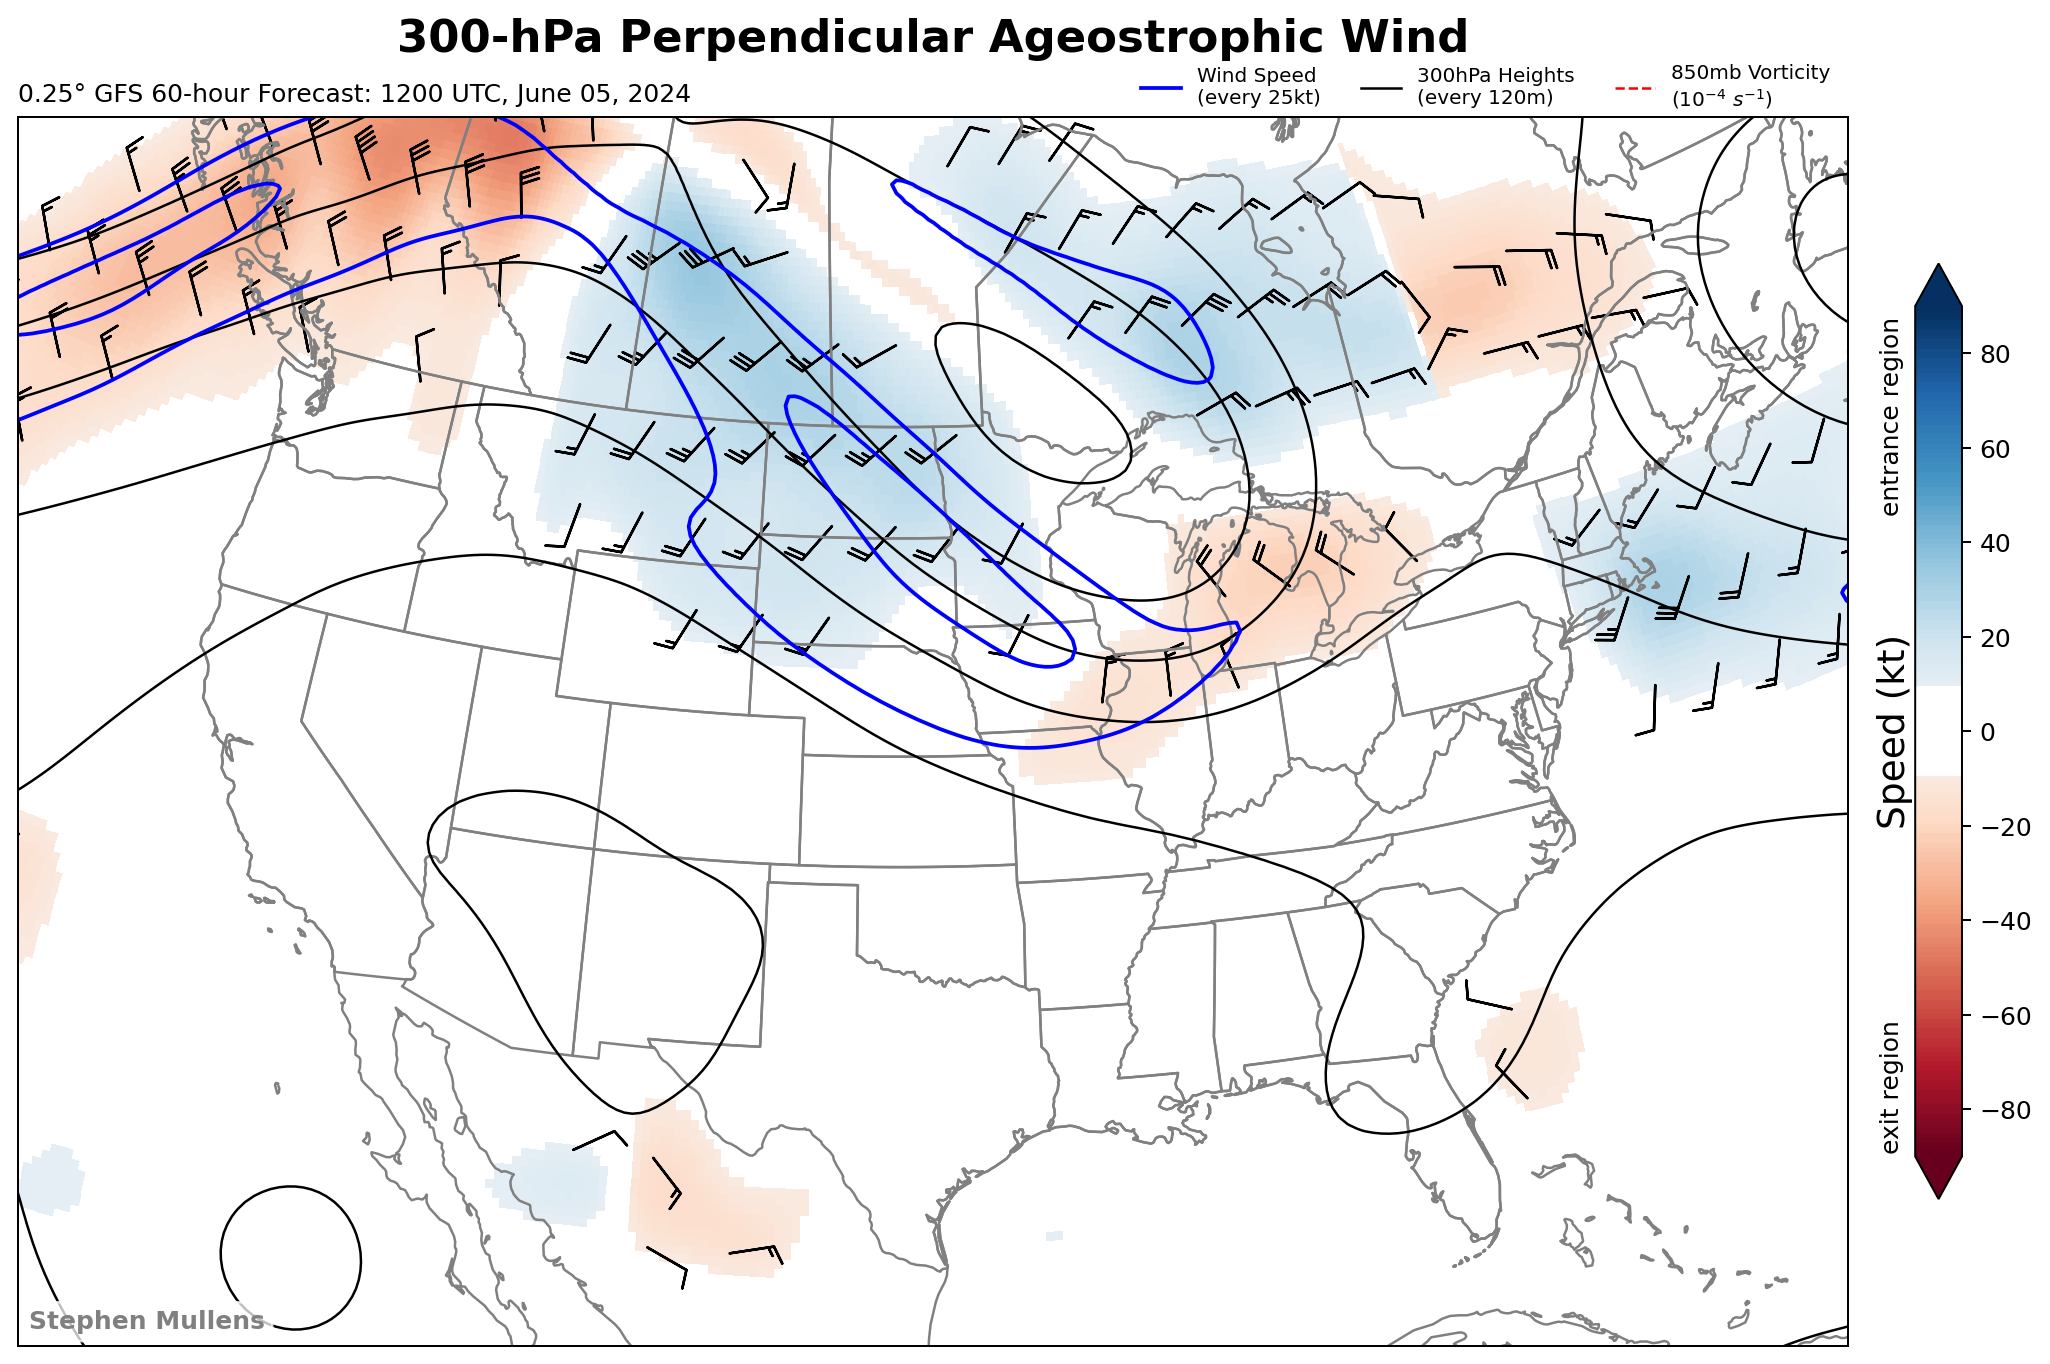 300-hPa Perpendicular Ageostrophic Wind
0.25° GFS 60-hour Forecast: 1200 UTC, June 05, 2024
Wind Speed
(every 25kt)
300hPa Heights
(every 120m)
850mb Vorticity
(10⁻⁴ s⁻¹)
entrance region
Speed (kt)
exit region
80
60
40
20
0
−20
−40
−60
−80
Stephen Mullens